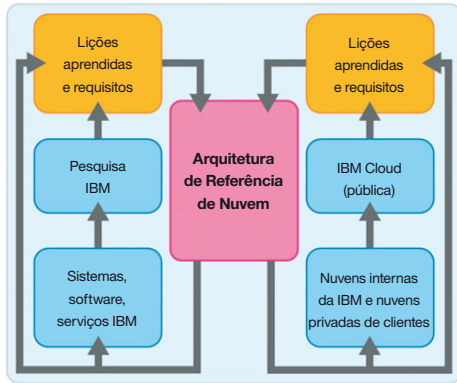 Lições
aprendidas
e requisitos
Pesquisa
IBM
Sistemas,
software,
serviços IBM
Arquitetura
de Referência
de Nuvem
Lições
aprendidas
e requisitos
IBM Cloud
(pública)
Nuvens internas
da IBM e nuvens
privadas de clientes